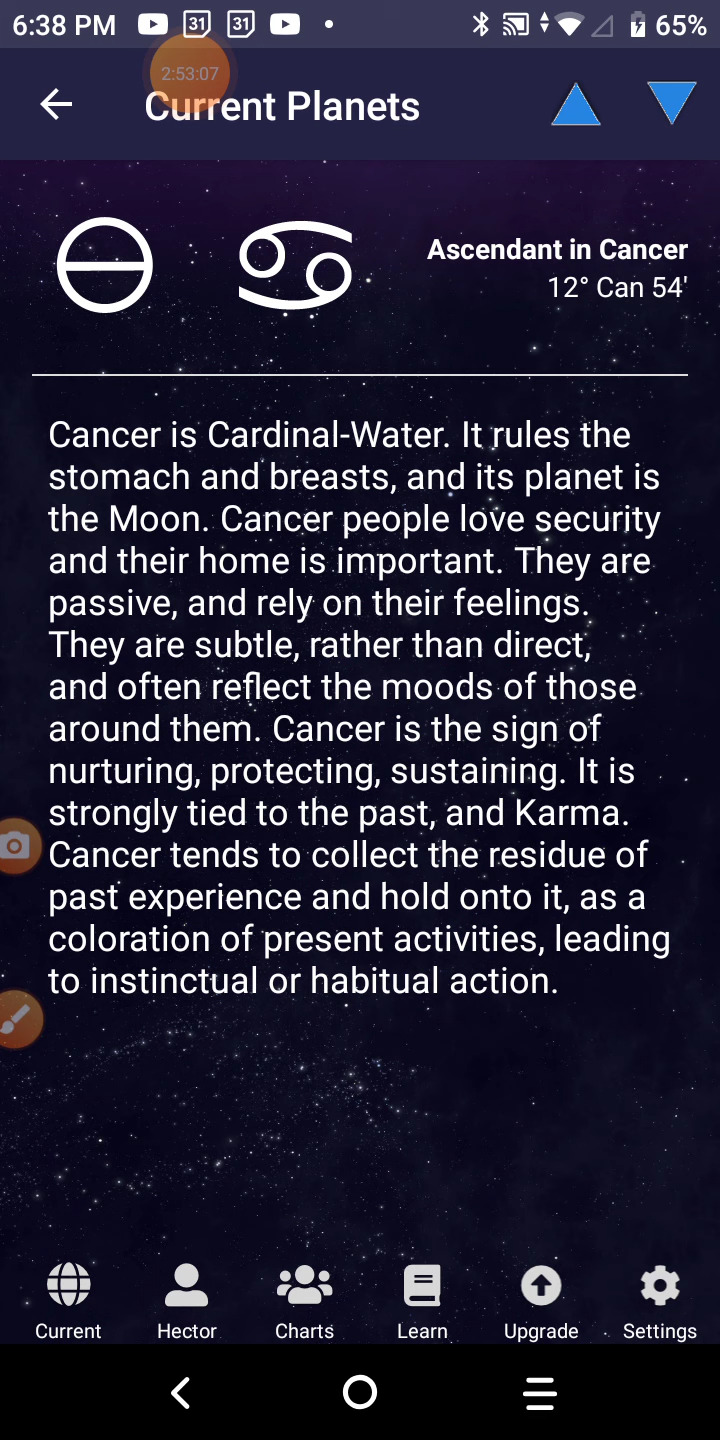 6:38 PM 31 31 65%
2:53:07
Current Planets
Ascendant in Cancer
12° Can 54'
Cancer is Cardinal-Water. It rules the
stomach and breasts, and its planet is
the Moon. Cancer people love security
and their home is important. They are
passive, and rely on their feelings.
They are subtle, rather than direct,
and often reflect the moods of those
around them. Cancer is the sign of
nurturing, protecting, sustaining. It is
strongly tied to the past, and Karma.
Cancer tends to collect the residue of
past experience and hold onto it, as a
coloration of present activities, leading
to instinctual or habitual action.
Current Hector Charts Learn Upgrade Settings